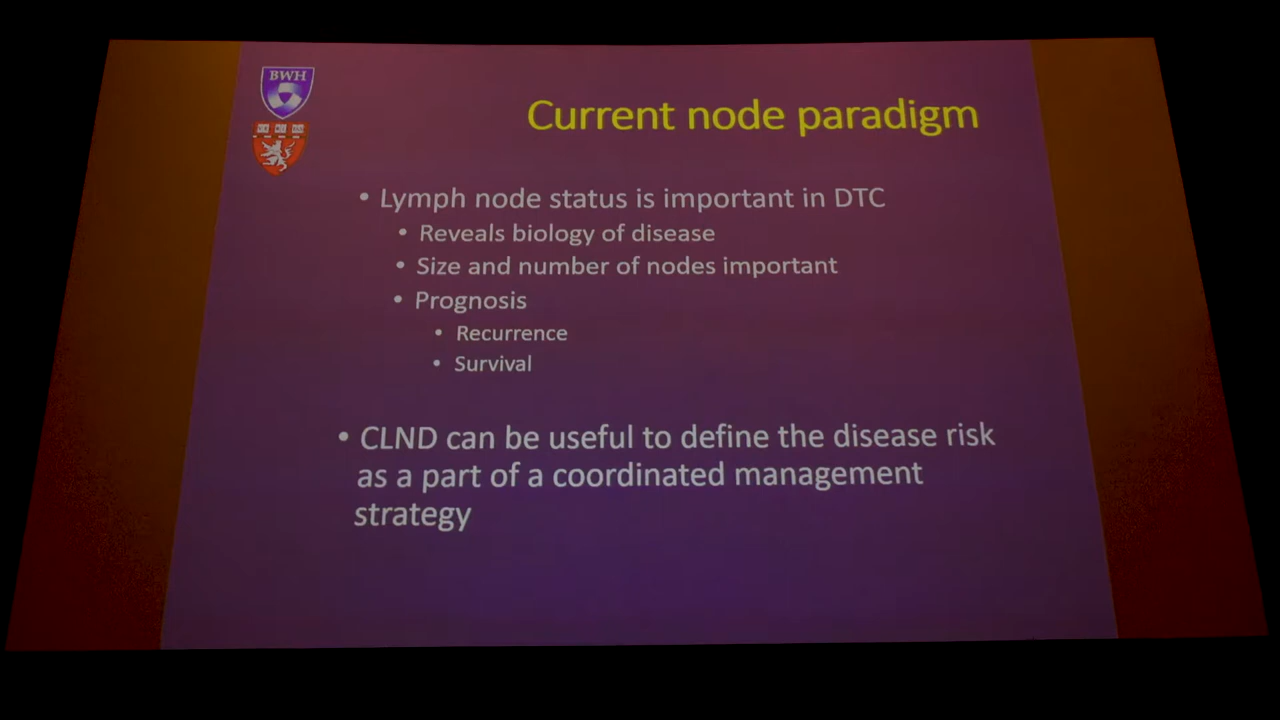 BWH
Current node paradigm
• Lymph node status is important in DTC
• Reveals biology of disease
• Size and number of nodes important
• Prognosis
• Recurrence
• Survival
• CLND can be useful to define the disease risk
as a part of a coordinated management
strategy